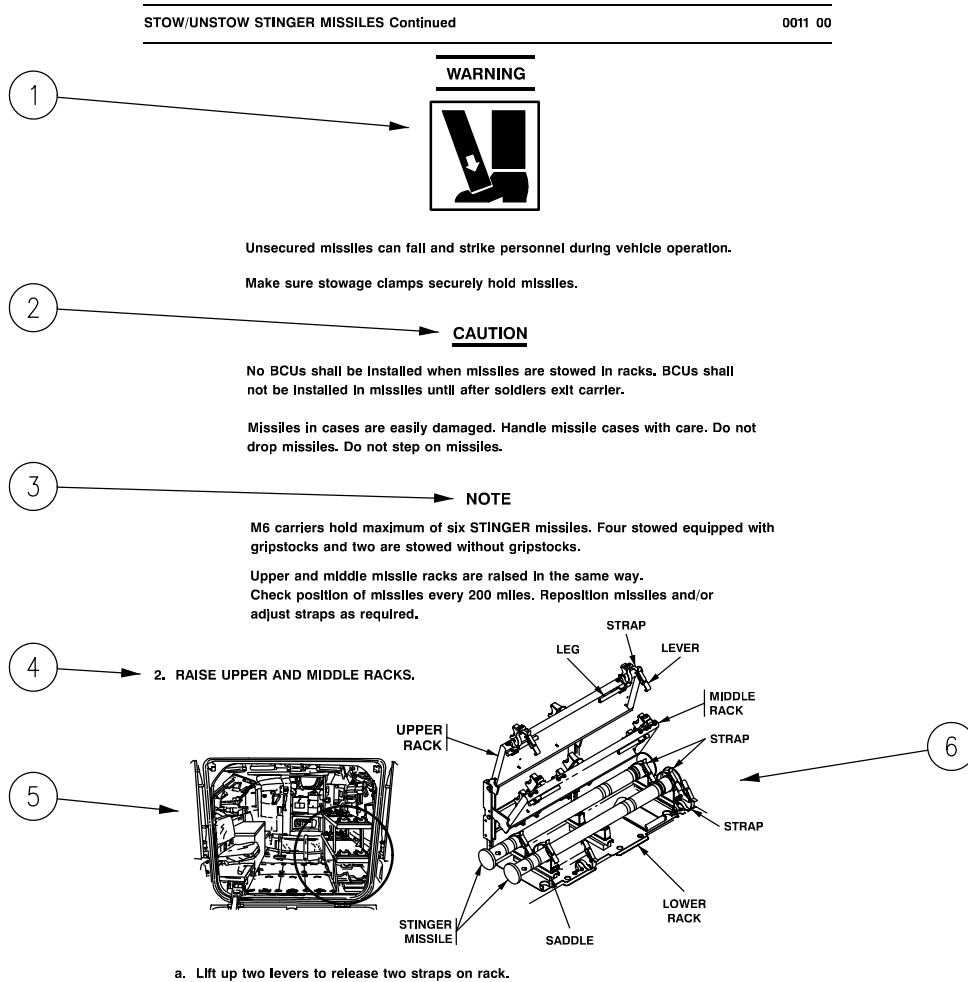 STOW/UNSTOW STINGER MISSILES Continued 0011 00
WARNING
1
Unsecured missiles can fall and strike personnel during vehicle operation.
Make sure stowage clamps securely hold missiles.
2
CAUTION
No BCUs shall be installed when missiles are stowed in racks. BCUs shall
not be installed in missiles until after soldiers exit carrier.
Missiles in cases are easily damaged. Handle missile cases with care. Do not
drop missiles. Do not step on missiles.
3
NOTE
M6 carriers hold maximum of six STINGER missiles. Four stowed equipped with
gripstocks and two are stowed without gripstocks.
Upper and middle missile racks are raised in the same way.
Check position of missiles every 200 miles. Reposition missiles and/or
adjust straps as required.
4
2. RAISE UPPER AND MIDDLE RACKS.
STRAP
LEG
LEVER
MIDDLE
RACK
UPPER
RACK
STRAP
6
5
STRAP
LOWER
RACK
STINGER
MISSILE
SADDLE
a. Lift up two levers to release two straps on rack.